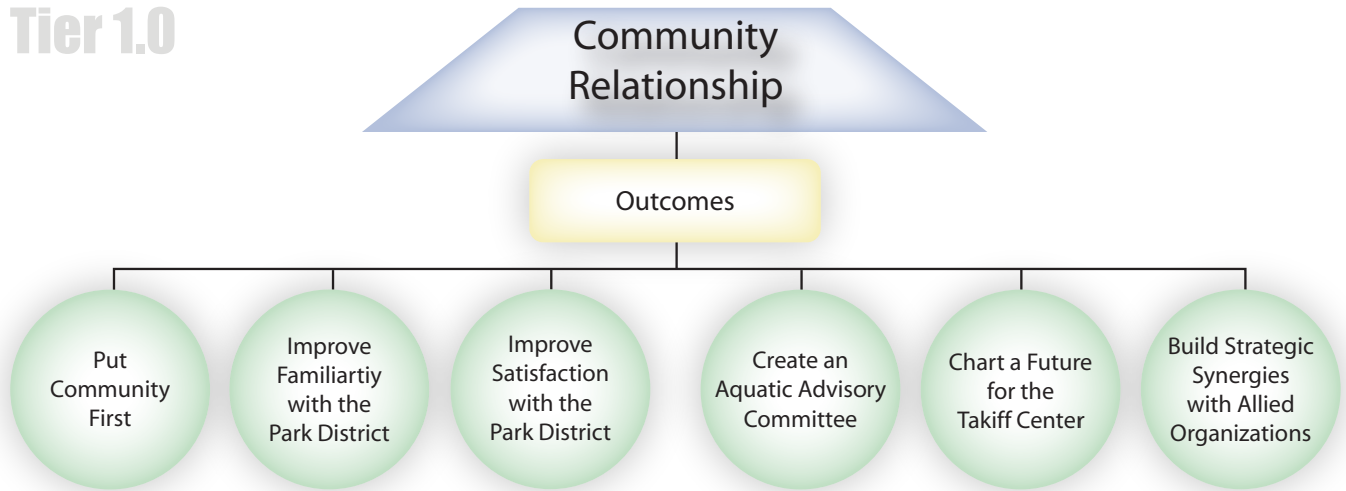 Tier 1.0
Community
Relationship
Outcomes
Put
Community
First
Improve
Familiartiy
with the
Park District
Improve
Satisfaction
with the
Park District
Create an
Aquatic Advisory
Committee
Chart a Future
for the
Takiff Center
Build Strategic
Synergies
with Allied
Organizations